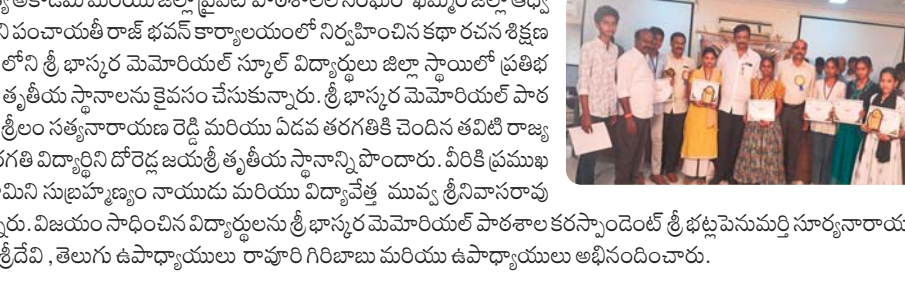 అకాడమీ మరియు జిల్లా ప్రైవేట్ పాఠశాలల సంఘం ఖమ్మం జిల్లా ఆధ్వ
ని పంచాయతీ రాజ్ భవన్ కార్యాలయంలో నిర్వహించిన కథా రచన శిక్షణ
లోని శ్రీ భాస్కర మెమోరియల్ స్కూల్ విద్యార్థులు జిల్లా స్థాయిలో ప్రతిభ
తృతీయ స్థానాలను కైవసం చేసుకున్నారు. శ్రీ భాస్కర మెమోరియల్ పాఠ
శ్రీలం సత్యనారాయణ రెడ్డి మరియు ఏడవ తరగతికి చెందిన తవిటి రాజ్య
రగతి విద్యార్థిని దోరెడ్ల జయశ్రీ తృతీయ స్థానాన్ని పొందారు. వీరికి ప్రముఖ
మిని సుబ్రహ్మణ్యం నాయుడు మరియు విద్యావేత్త మువ్వ శ్రీనివాసరావు
న్నరు. విజయం సాధించిన విద్యార్థులను శ్రీ భాస్కర మెమోరియల్ పాఠశాల కరస్పాండెంట్ శ్రీ భట్లపెనుమర్తి సూర్యనారాయ
శ్రీదేవి , తెలుగు ఉపాధ్యాయులు రావూరి గిరిబాబు మరియు ఉపాధ్యాయులు అభినందించారు.